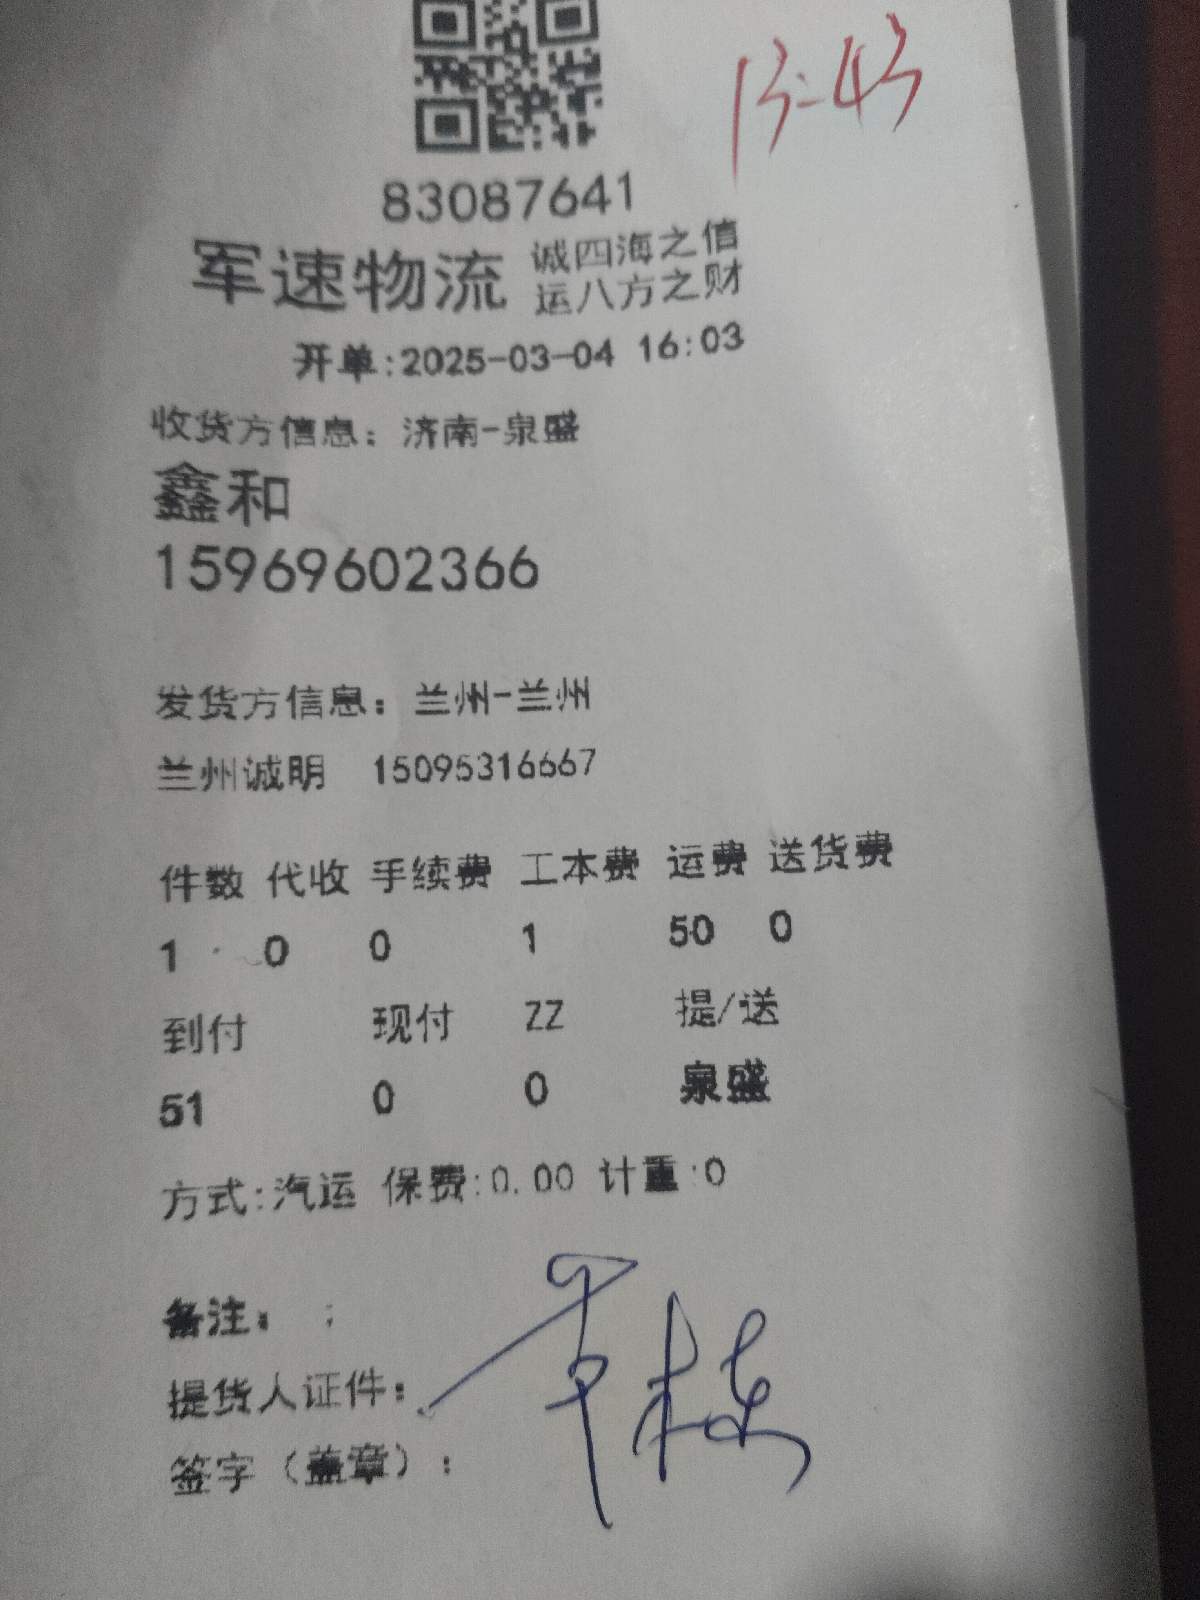 13-43
83087641
军速物流 诚四海之信
运八方之财
开单:2025-03-04 16:03
收货方信息：济南-泉盛
鑫和
15969602366
发货方信息：兰州-兰州
兰州诚明 15095316667
件数 代收 手续费 工本费 运费 送货费
1 0 0 1 50 0
到付 现付 ZZ 提/送
51 0 0 泉盛
方式:汽运 保费:0.00 计重:0
备注： ;
提货人证件：
签字（盖章）：